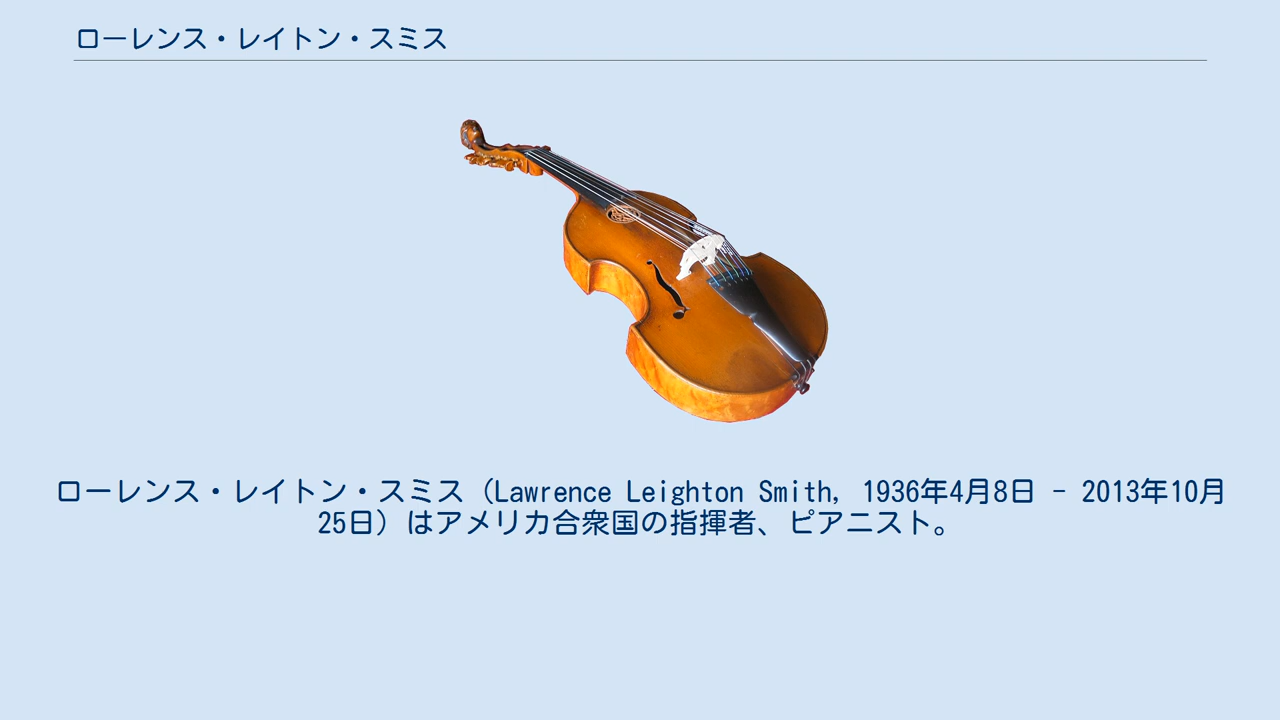 ローレンス・レイトン・スミス
ローレンス・レイトン・スミス（Lawrence Leighton Smith, 1936年4月8日 - 2013年10月
25日）はアメリカ合衆国の指揮者、ピアニスト。